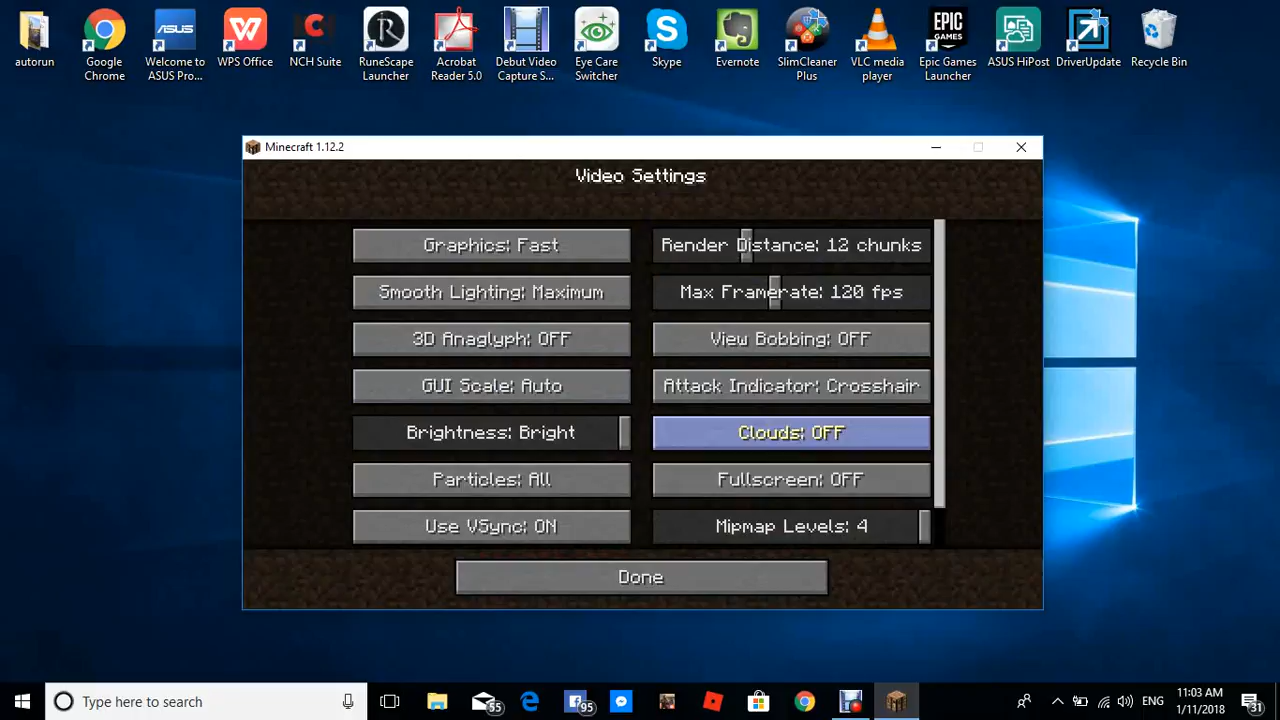 autorun
Google Chrome
Welcome to ASUS Pro...
WPS Office
NCH Suite
RuneScape Launcher
Acrobat Reader 5.0
Debut Video Capture S...
Eye Care Switcher
Skype
Evernote
SlimCleaner Plus
VLC media player
Epic Games Launcher
ASUS HiPost
DriverUpdate
Recycle Bin
Minecraft 1.12.2
Video Settings
Graphics: Fast
Render Distance: 12 chunks
Smooth Lighting: Maximum
Max Framerate: 120 fps
3D Anaglyph: OFF
View Bobbing: OFF
GUI Scale: Auto
Attack Indicator: Crosshair
Brightness: Bright
Clouds: OFF
Particles: All
Fullscreen: OFF
Use VSync: ON
Mipmap Levels: 4
Done
Type here to search
55
95
ENG
11:03 AM
1/11/2018
31